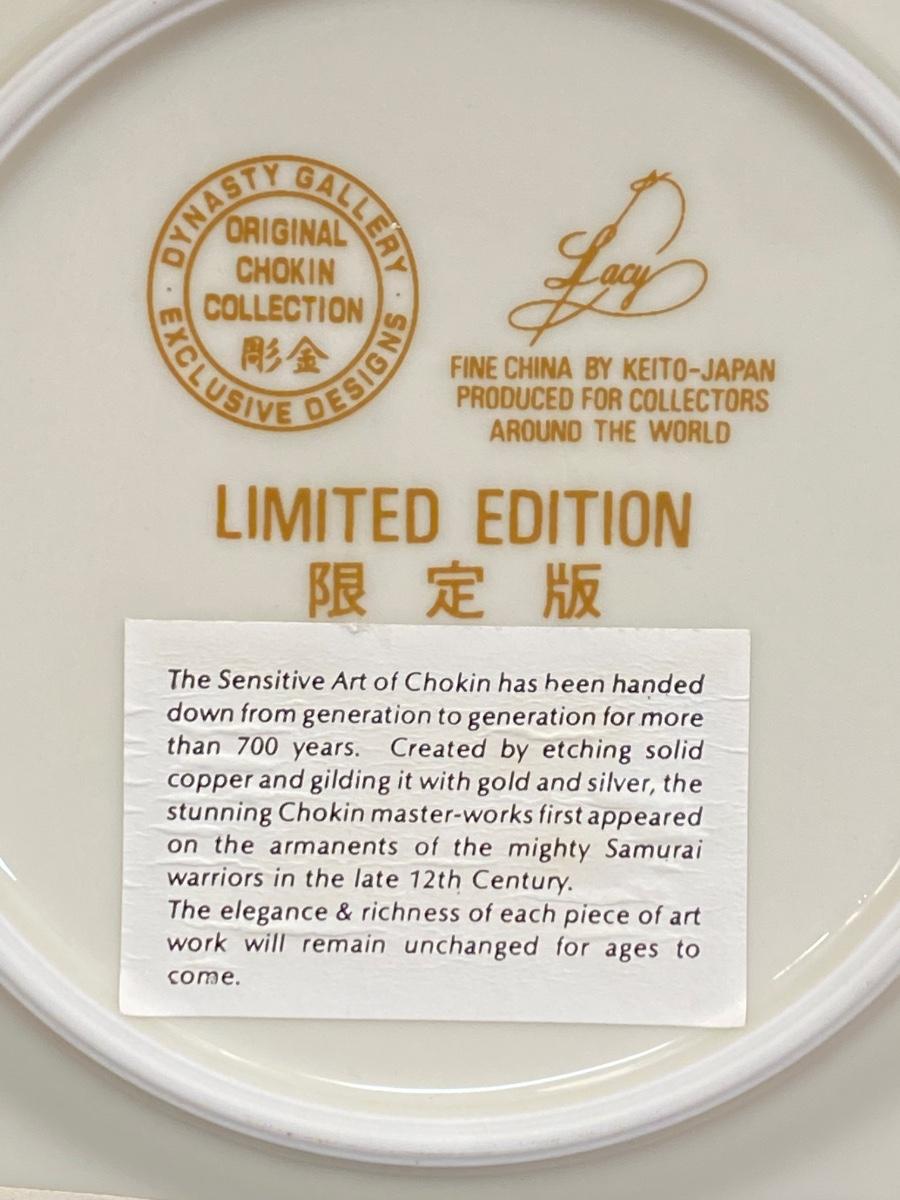 · DYNASTY GALLERY ·
EXCLUSIVE DESIGNS
ORIGINAL
CHOKIN
COLLECTION
彫金
Lacy
FINE CHINA BY KEITO-JAPAN
PRODUCED FOR COLLECTORS
AROUND THE WORLD
LIMITED EDITION
限定版
The Sensitive Art of Chokin has been handed
down from generation to generation for more
than 700 years. Created by etching solid
copper and gilding it with gold and silver, the
stunning Chokin master-works first appeared
on the armanents of the mighty Samurai
warriors in the late 12th Century.
The elegance & richness of each piece of art
work will remain unchanged for ages to
come.